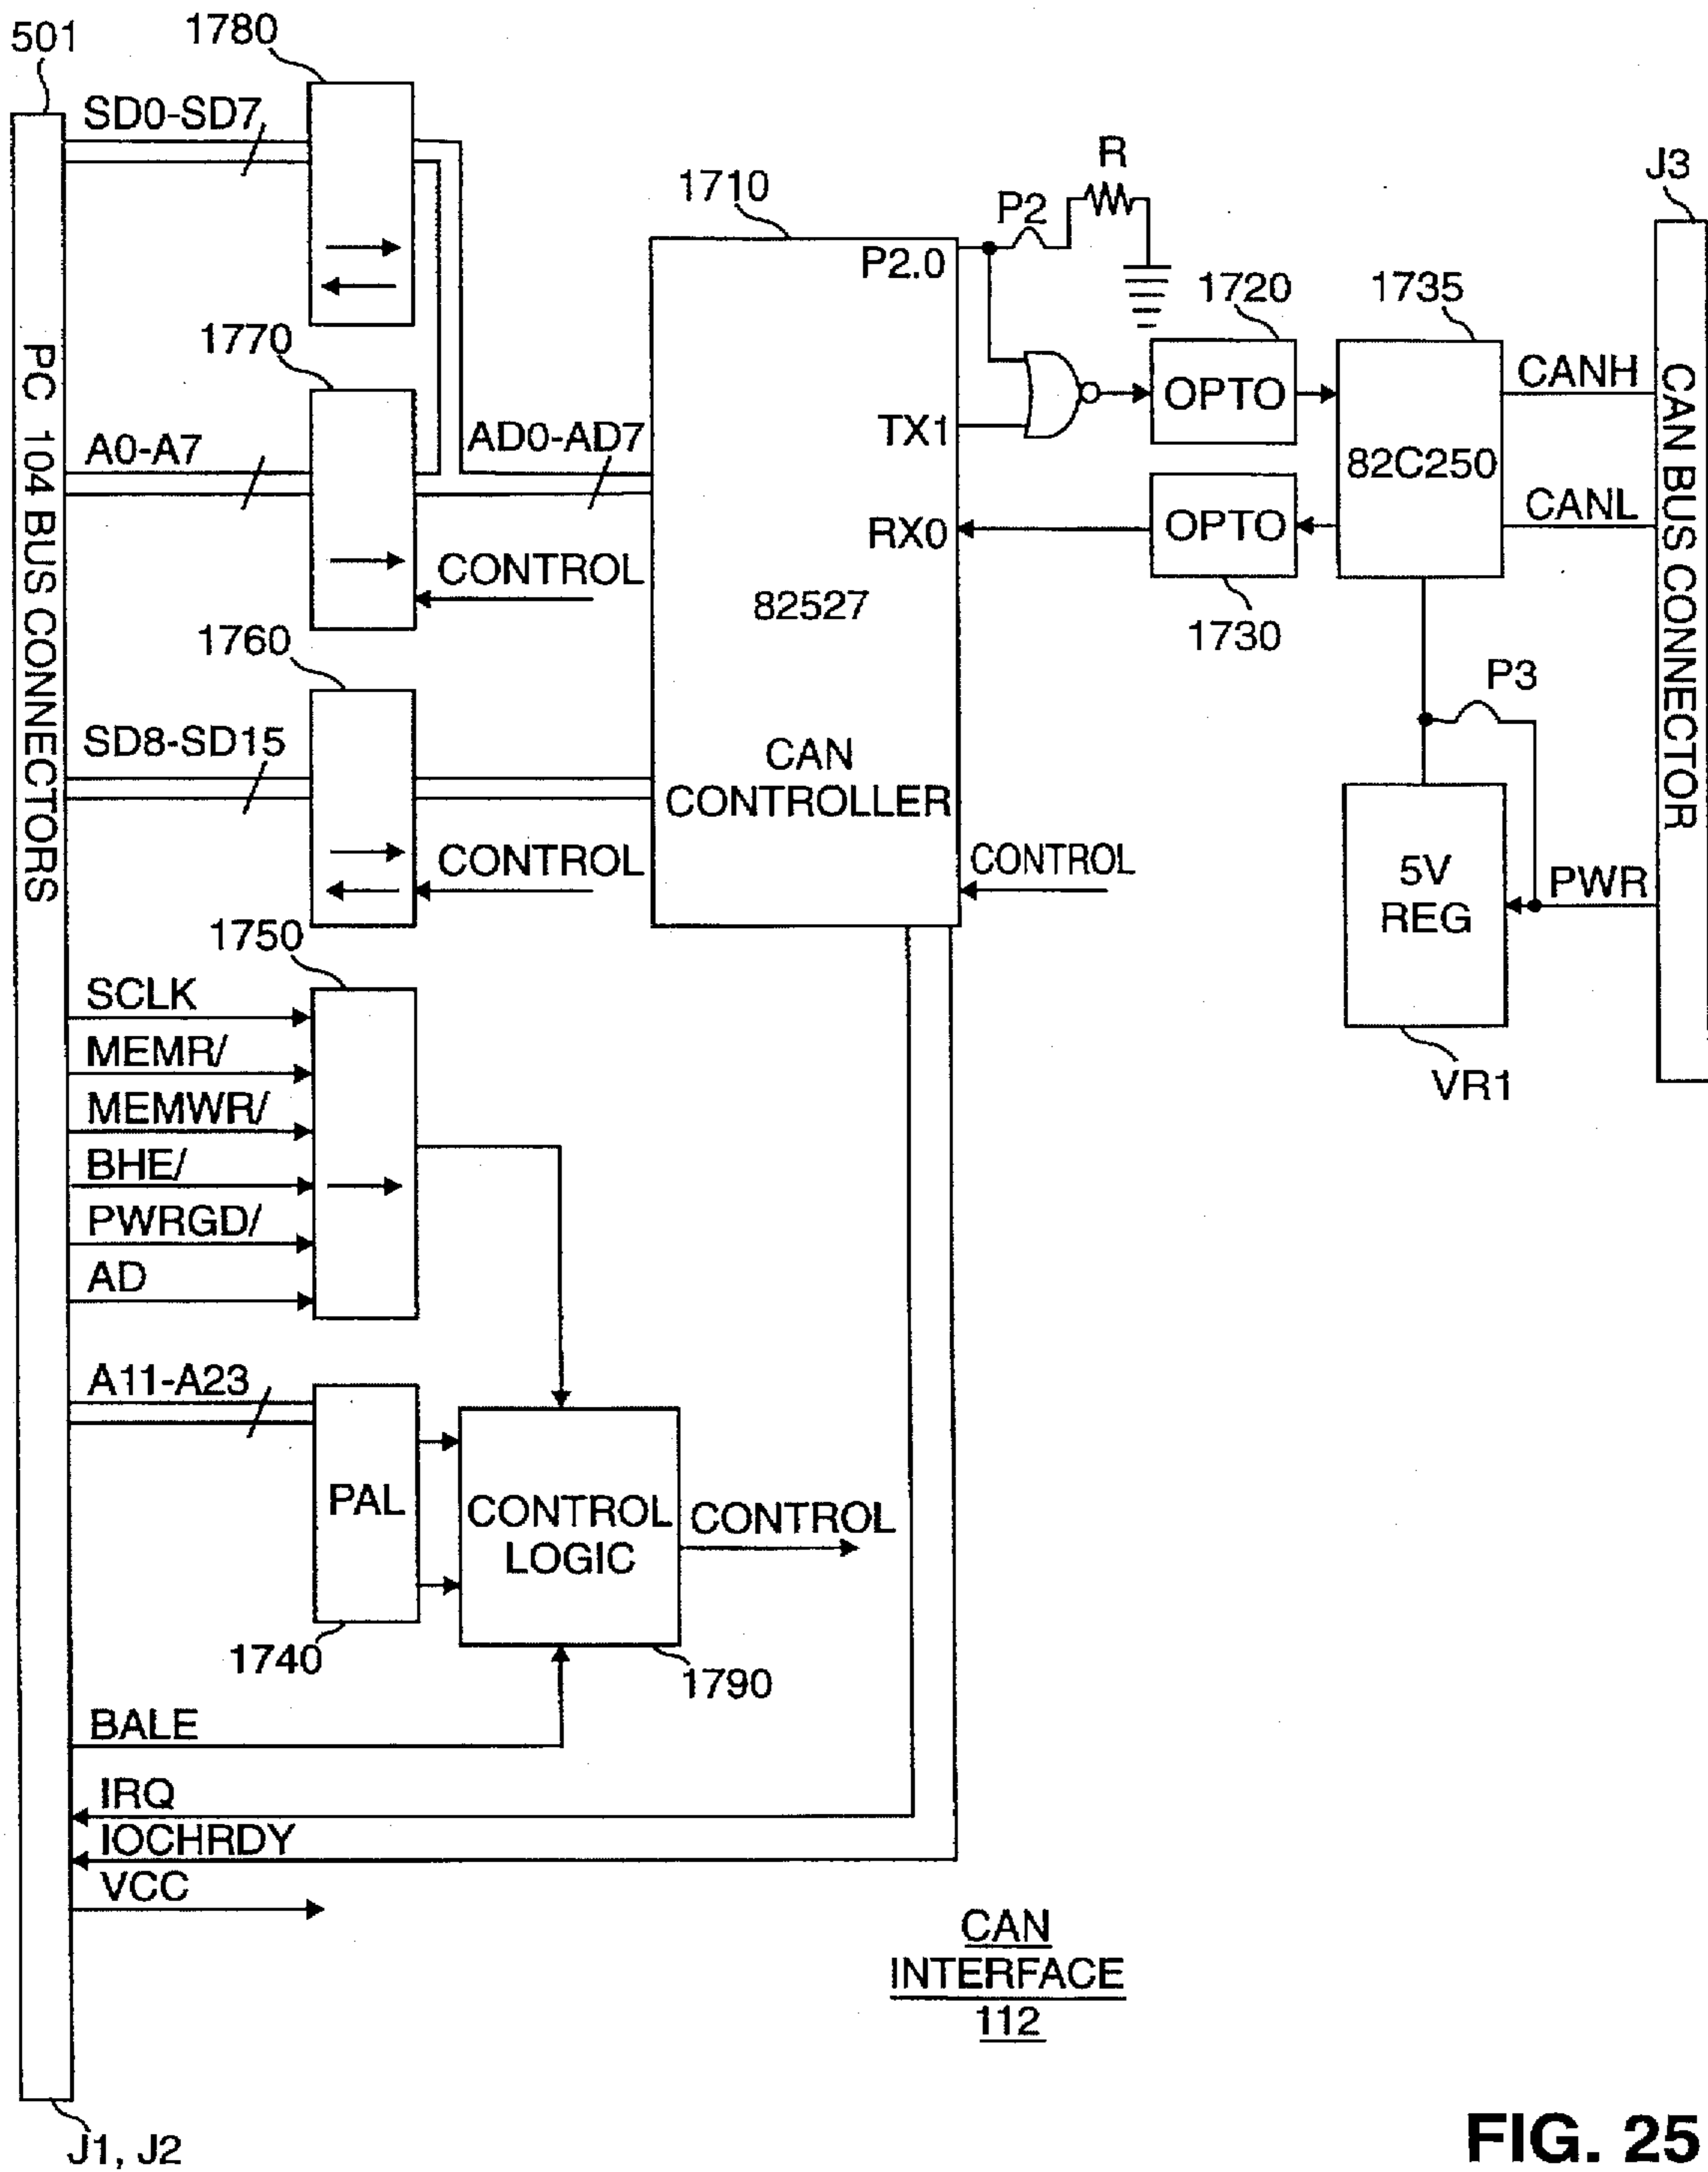 501
1780
SD0-SD7
1710
R
P2
J3
P2.0
1720
1735
1770
PC 104 BUS CONNECTORS
OPTO
CANH
CAN BUS CONNECTOR
A0-A7
AD0-AD7
TX1
82C250
RX0
OPTO
CANL
CONTROL
82527
1730
1760
P3
SD8-SD15
CAN
CONTROLLER
CONTROL
CONTROL
5V
REG
PWR
1750
SCLK
MEMR/
MEMWR/
VR1
BHE/
PWRGD/
AD
A11-A23
PAL
CONTROL
LOGIC
CONTROL
1740
1790
BALE
IRQ
IOCHRDY
VCC
CAN
INTERFACE
112
J1, J2
FIG. 25